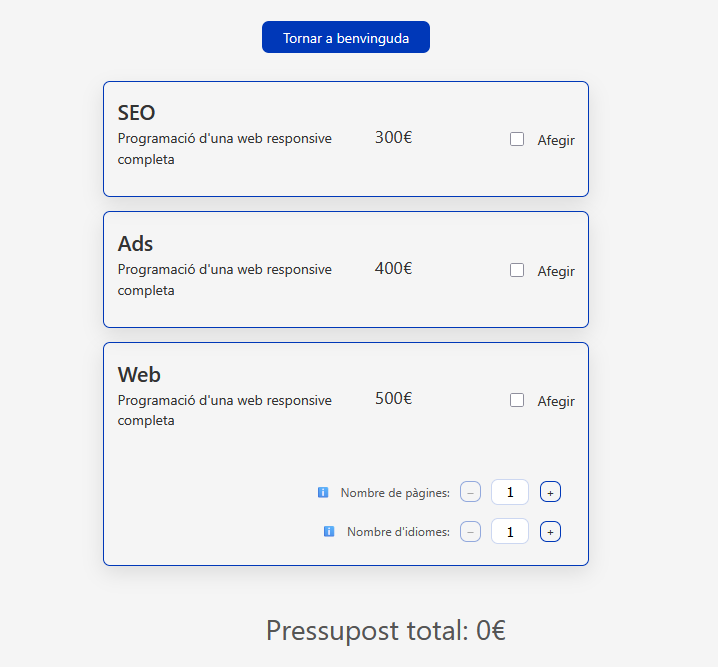 Tornar a benvinguda
SEO
Programació d'una web responsive
completa
300€
Afegir
Ads
Programació d'una web responsive
completa
400€
Afegir
Web
Programació d'una web responsive
completa
500€
Afegir
ℹ️ Nombre de pàgines: − 1 +
ℹ️ Nombre d'idiomes: − 1 +
Pressupost total: 0€